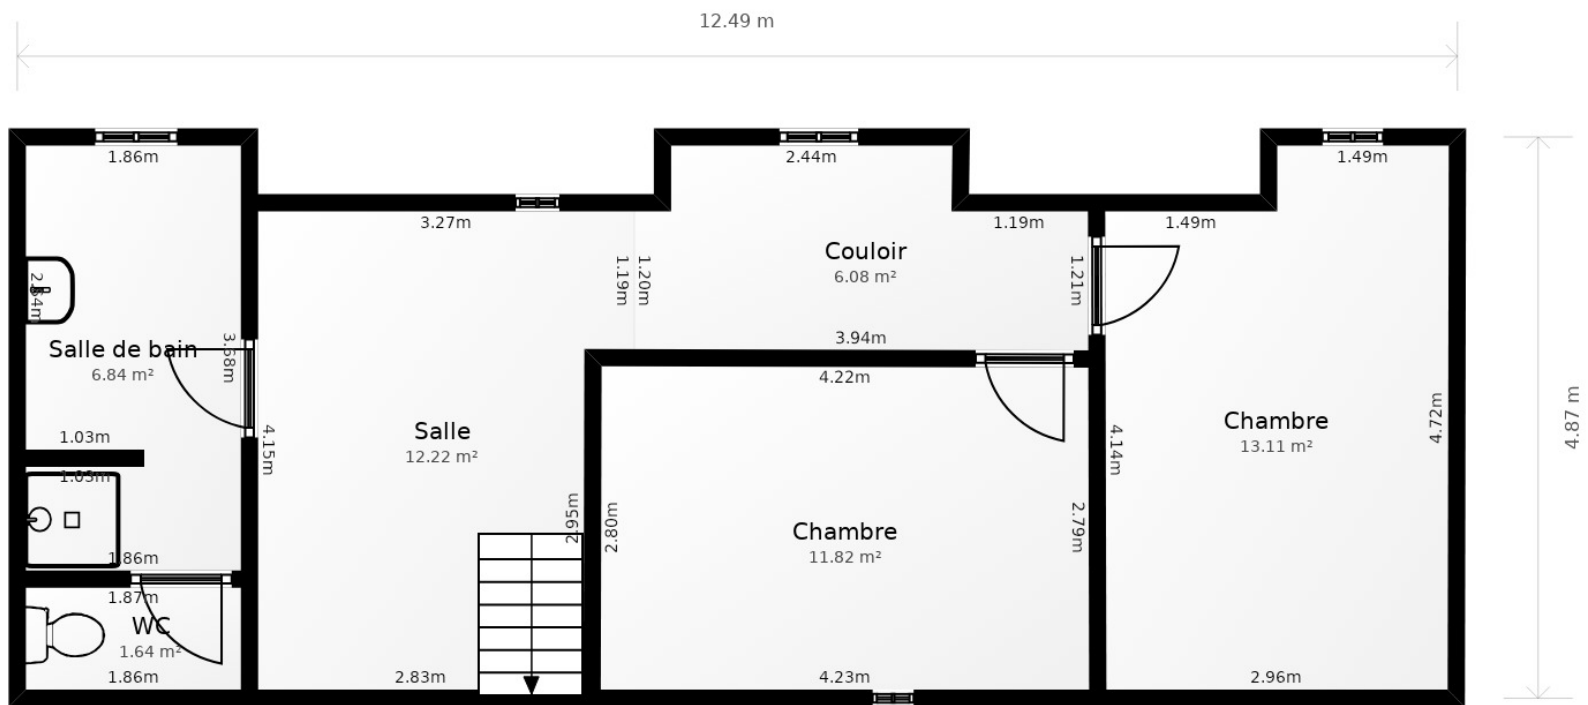 12.49 m
1.86m
2.44m
1.49m
3.27m
1.19m
1.49m
Couloir
6.08 m²
1.19m
1.20m
1.21m
3.94m
Salle de bain
6.84 m²
3.68m
4.22m
4.87 m
4.72m
Chambre
13.11 m²
1.03m
Salle
12.22 m²
4.15m
4.14m
1.03m
2.95m
2.80m
2.79m
Chambre
11.82 m²
1.86m
1.87m
WC
1.64 m²
1.86m
2.83m
4.23m
2.96m